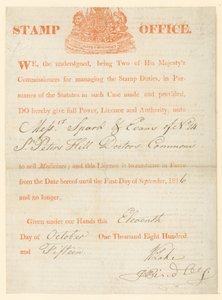 STAMP OFFICE.
WE, the undersigned, being Two of His Majesty's
Commissioners for managing the Stamp Duties, in Pur-
suance of the Statutes in such Case made and provided,
DO hereby give full Power, Licence and Authority, unto
Messrs Spark & Evans of No. 
St Peters Hill Doctors Commons
to sell Medicines; and this Licence is to continue in Force
from the Date hereof until the First Day of September, 1816
and no longer.
Given under our Hands this Eleventh
Day of October One Thousand Eight Hundred
and Fifteen.